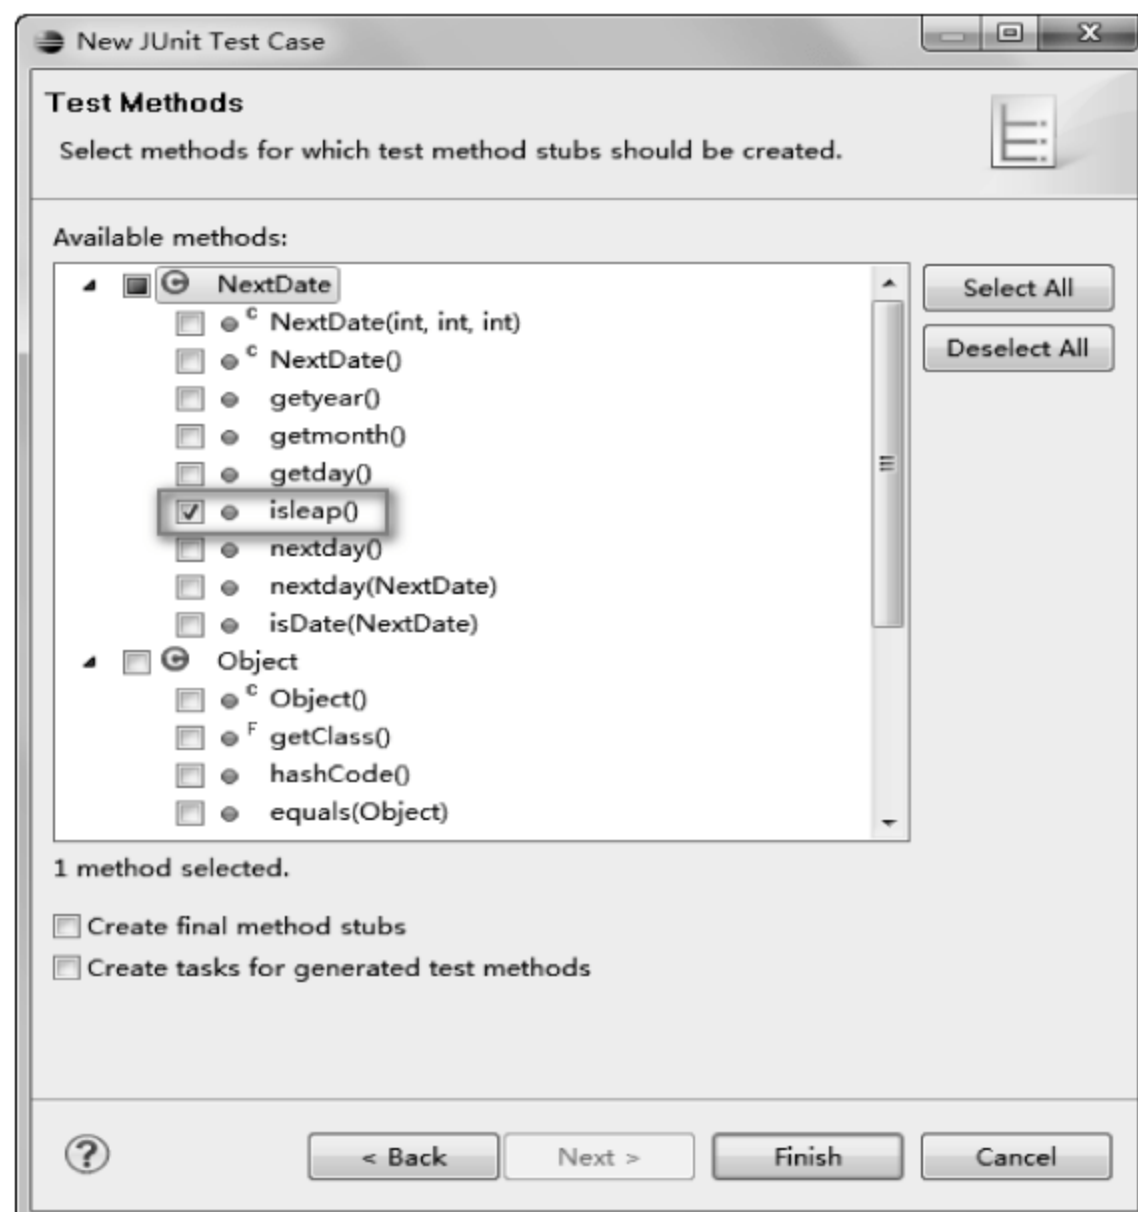 New JUnit Test Case
Test Methods
Select methods for which test method stubs should be created.
Available methods:
NextDate
NextDate(int, int, int)
NextDate()
getyear()
getmonth()
getday()
isleap()
nextday()
nextday(NextDate)
isDate(NextDate)
Object
Object()
getClass()
hashCode()
equals(Object)
Select All
Deselect All
1 method selected.
Create final method stubs
Create tasks for generated test methods
< Back
Next >
Finish
Cancel